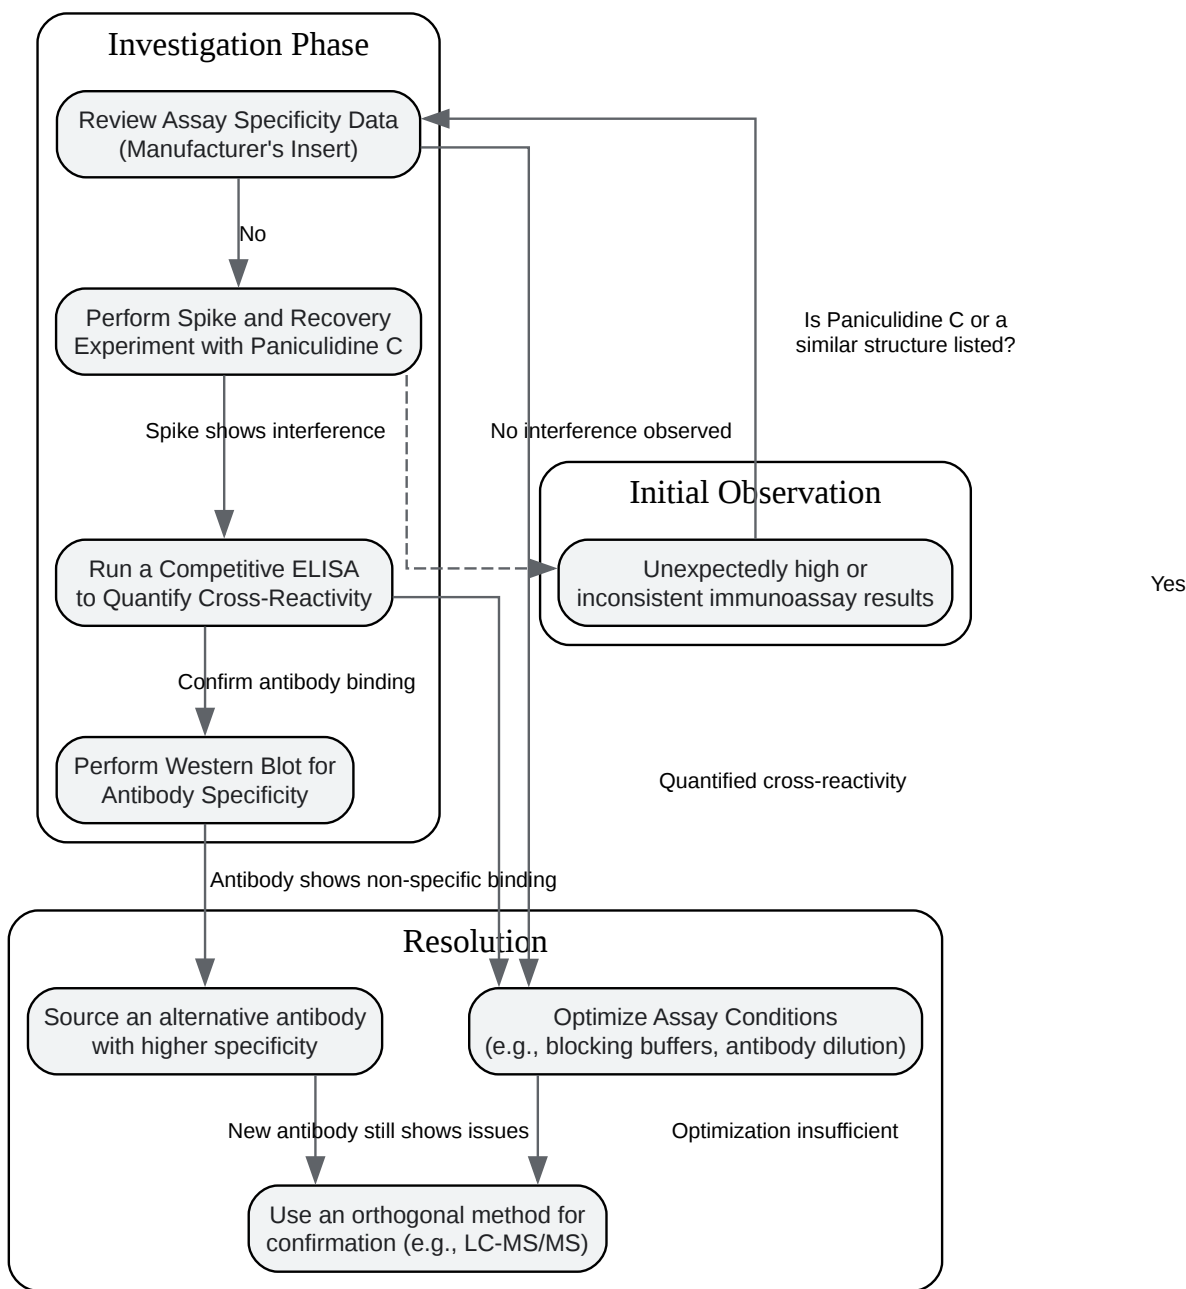 Investigation Phase
Review Assay Specificity Data
(Manufacturer's Insert)
No
Perform Spike and Recovery
Experiment with Paniculidine C
Is Paniculidine C or a
similar structure listed?
Spike shows interference
No interference observed
Initial Observation
Run a Competitive ELISA
to Quantify Cross-Reactivity
Unexpectedly high or
inconsistent immunoassay results
Yes
Confirm antibody binding
Perform Western Blot for
Antibody Specificity
Quantified cross-reactivity
Antibody shows non-specific binding
Resolution
Source an alternative antibody
with higher specificity
Optimize Assay Conditions
(e.g., blocking buffers, antibody dilution)
New antibody still shows issues
Optimization insufficient
Use an orthogonal method for
confirmation (e.g., LC-MS/MS)